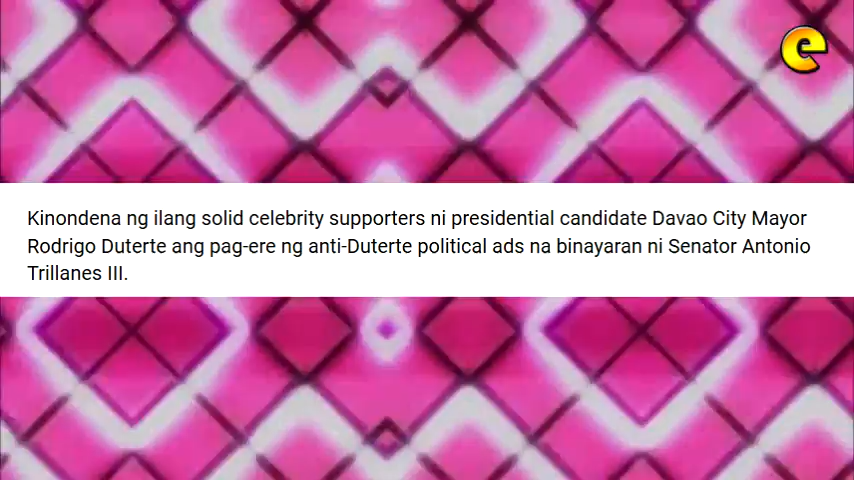 e
Kinondena ng ilang solid celebrity supporters ni presidential candidate Davao City Mayor
Rodrigo Duterte ang pag-ere ng anti-Duterte political ads na binayaran ni Senator Antonio
Trillanes III.